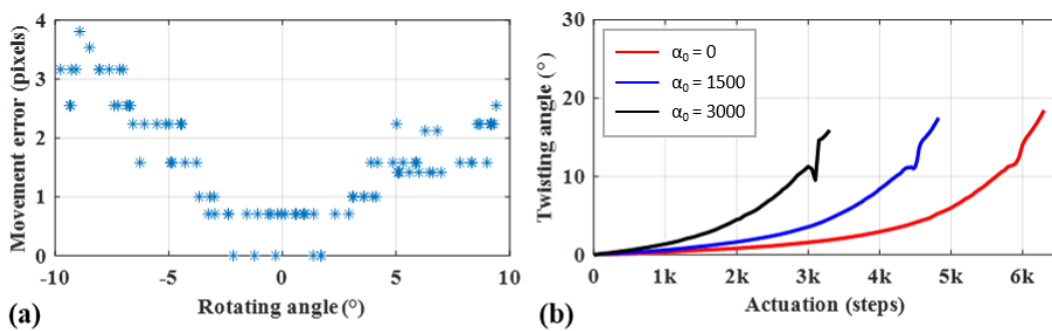 4
3
2
1
0
-10
-5
0
5
10
Movement error (pixels)
Rotating angle (°)
(a)
30
20
10
0
0
1k
2k
3k
4k
5k
6k
Twisting angle (°)
Actuation (steps)
α₀ = 0
α₀ = 1500
α₀ = 3000
(b)